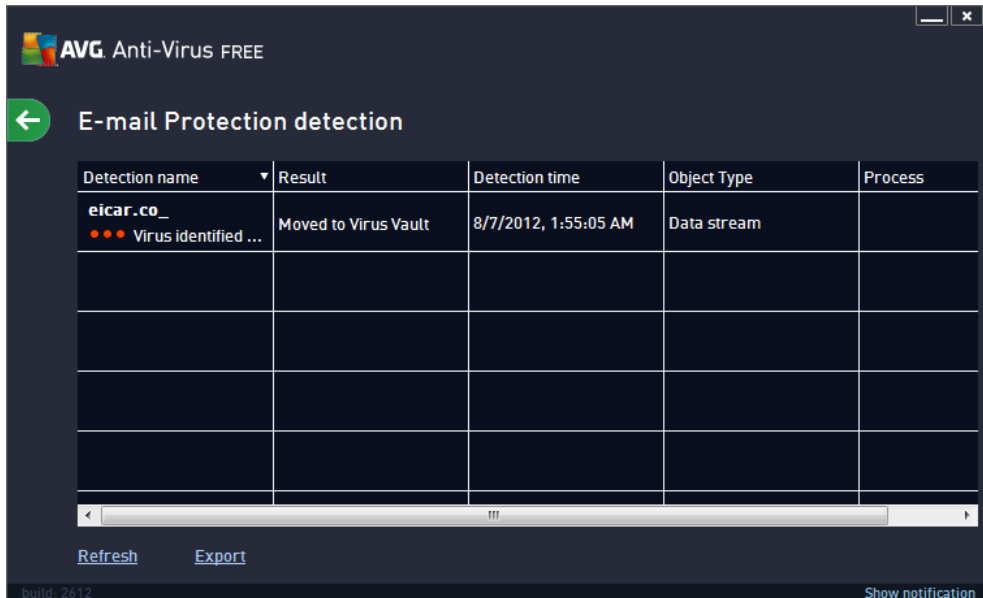 AVG. Anti-Virus FREE
E-mail Protection detection
Detection name Result Detection time Object Type Process
eicar.co_
Virus identified ... Moved to Virus Vault 8/7/2012, 1:55:05 AM Data stream
Refresh Export
build- 2612 Show notification